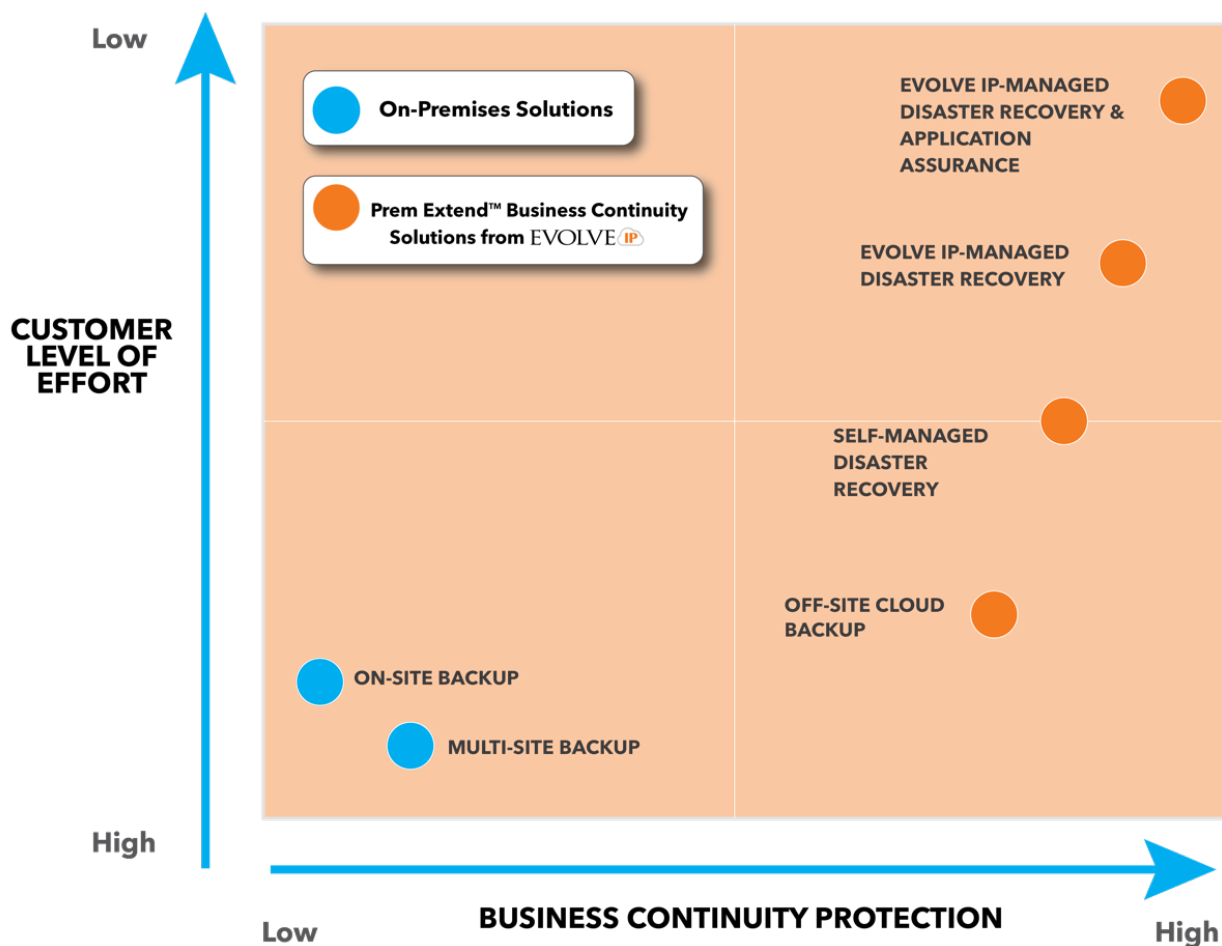 Low
On-Premises Solutions
Prem Extend™ Business Continuity
Solutions from EVOLVE IP
EVOLVE IP-MANAGED
DISASTER RECOVERY &
APPLICATION
ASSURANCE
EVOLVE IP-MANAGED
DISASTER RECOVERY
CUSTOMER
LEVEL OF
EFFORT
SELF-MANAGED
DISASTER
RECOVERY
OFF-SITE CLOUD
BACKUP
ON-SITE BACKUP
MULTI-SITE BACKUP
High
Low
BUSINESS CONTINUITY PROTECTION
High